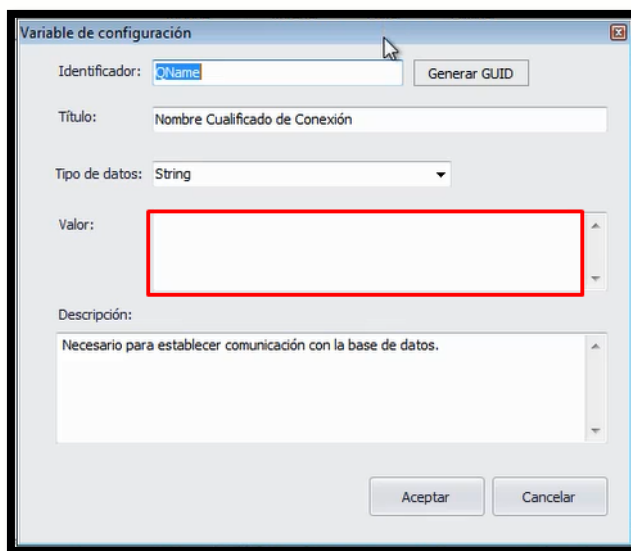 Variable de configuración
Identificador: QName Generar GUID
Título: Nombre Cualificado de Conexión
Tipo de datos: String
Valor:
Descripción:
Necesario para establecer comunicación con la base de datos.
Aceptar Cancelar